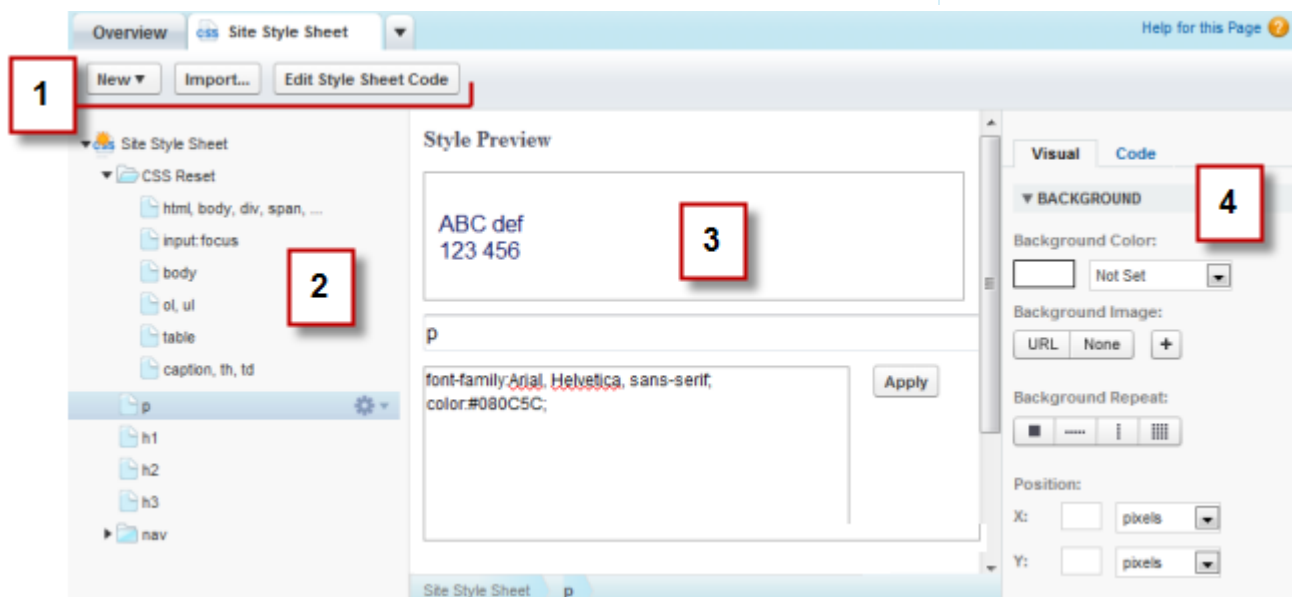 Overview
css Site Style Sheet
Help for this Page ?
1
New
Import...
Edit Style Sheet Code
css Site Style Sheet
CSS Reset
html, body, div, span, ...
input:focus
body
ol, ul
table
caption, th, td
p
h1
h2
h3
nav
2
Style Preview
ABC def
123 456
3
p
font-family:Arial, Helvetica, sans-serif;
color:#080C5C;
Apply
Site Style Sheet
p
Visual
Code
4
BACKGROUND
Background Color:
Not Set
Background Image:
URL
None
+
Background Repeat:
Position:
X:
pixels
Y:
pixels